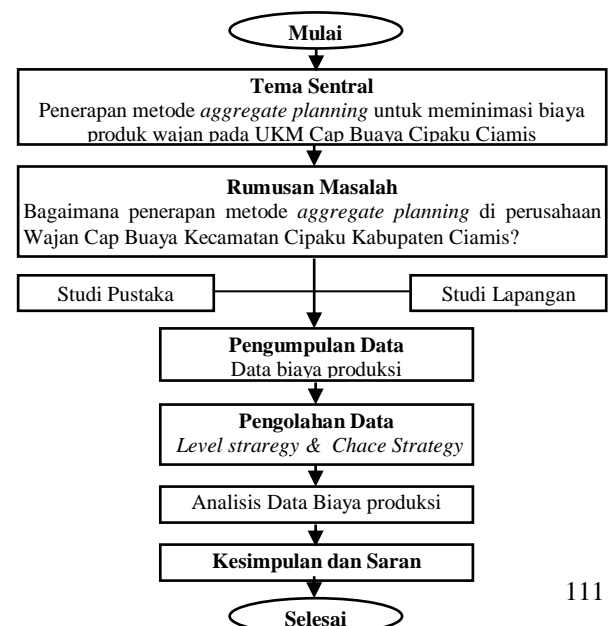 Mulai
Tema Sentral
Penerapan metode aggregate planning untuk meminimasi biaya
produk wajan pada UKM Cap Buaya Cipaku Ciamis
Rumusan Masalah
Bagaimana penerapan metode aggregate planning di perusahaan
Wajan Cap Buaya Kecamatan Cipaku Kabupaten Ciamis?
Studi Pustaka
Studi Lapangan
Pengumpulan Data
Data biaya produksi
Pengolahan Data
Level straregy & Chace Strategy
Analisis Data Biaya produksi
Kesimpulan dan Saran
111
Selesai